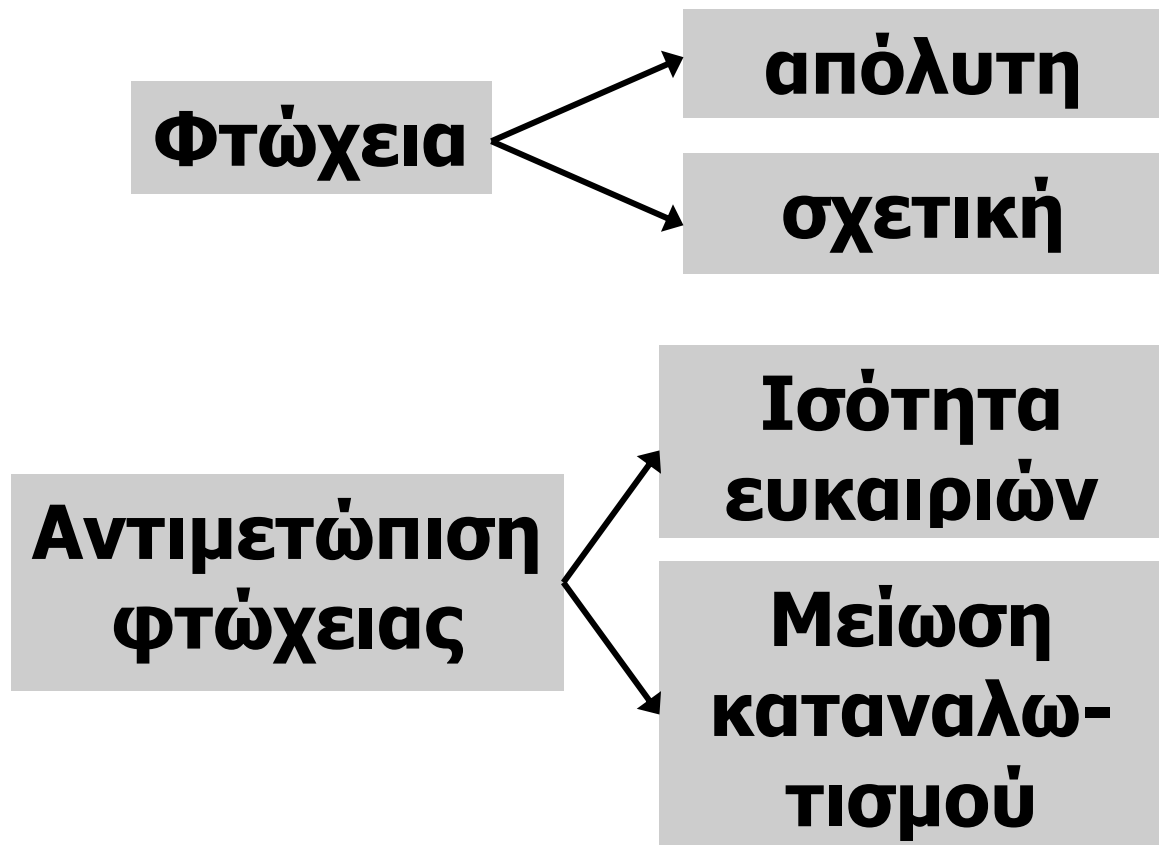 Φτώχεια
απόλυτη
σχετική
Αντιμετώπιση
φτώχειας
Ισότητα
ευκαιριών
Μείωση
καταναλω-
τισμού